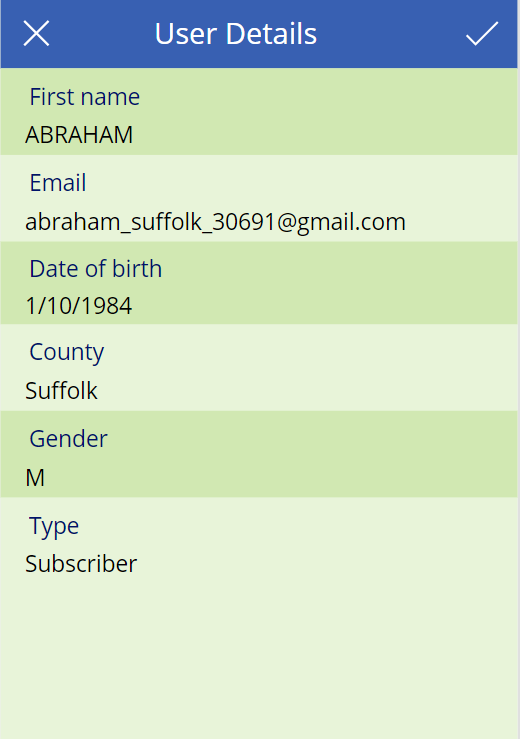 User Details
First name
ABRAHAM
Email
abraham_suffolk_30691@gmail.com
Date of birth
1/10/1984
County
Suffolk
Gender
M
Type
Subscriber